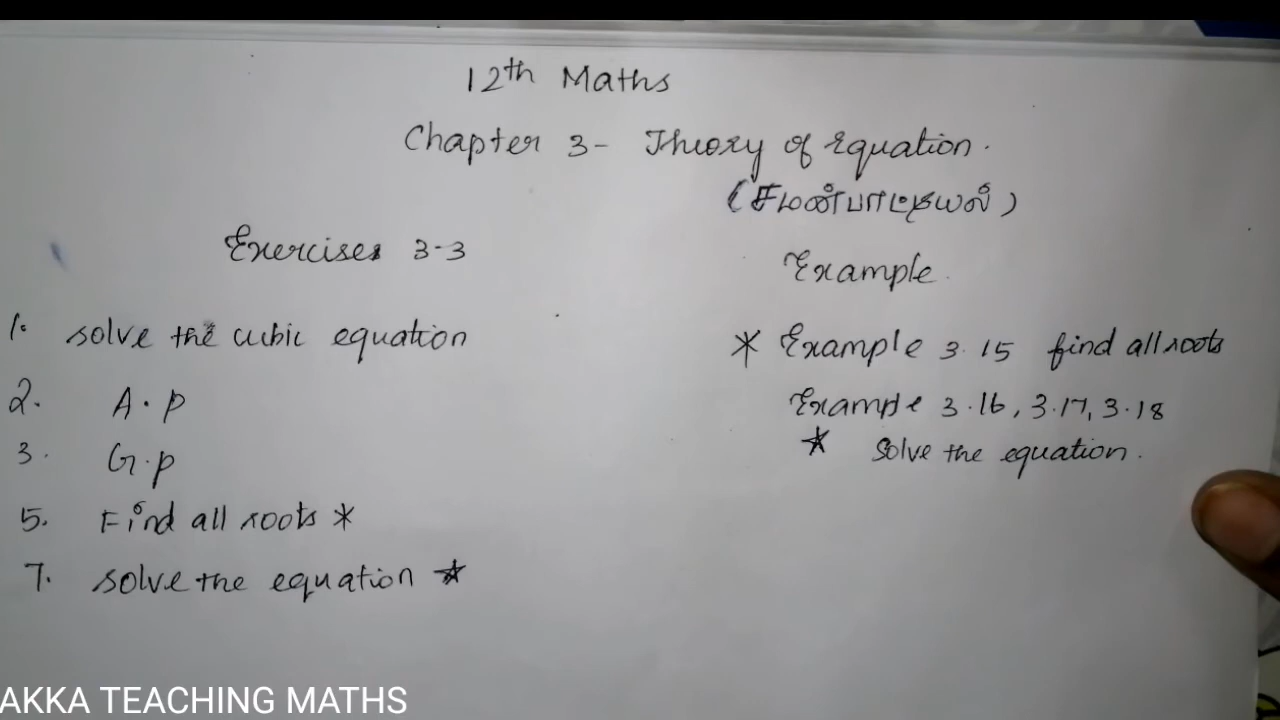 12th Maths
Chapter 3- Theory of Equation.
(சமன்பாட்டியல்)
Exercises 3-3
1. solve the cubic equation
2. A.p
3. G.p
5. Find all roots *
7. solve the equation ☆
Example.
* Example 3.15 find all roots
Example 3.16, 3.17, 3.18
☆ Solve the equation.
AKKA TEACHING MATHS